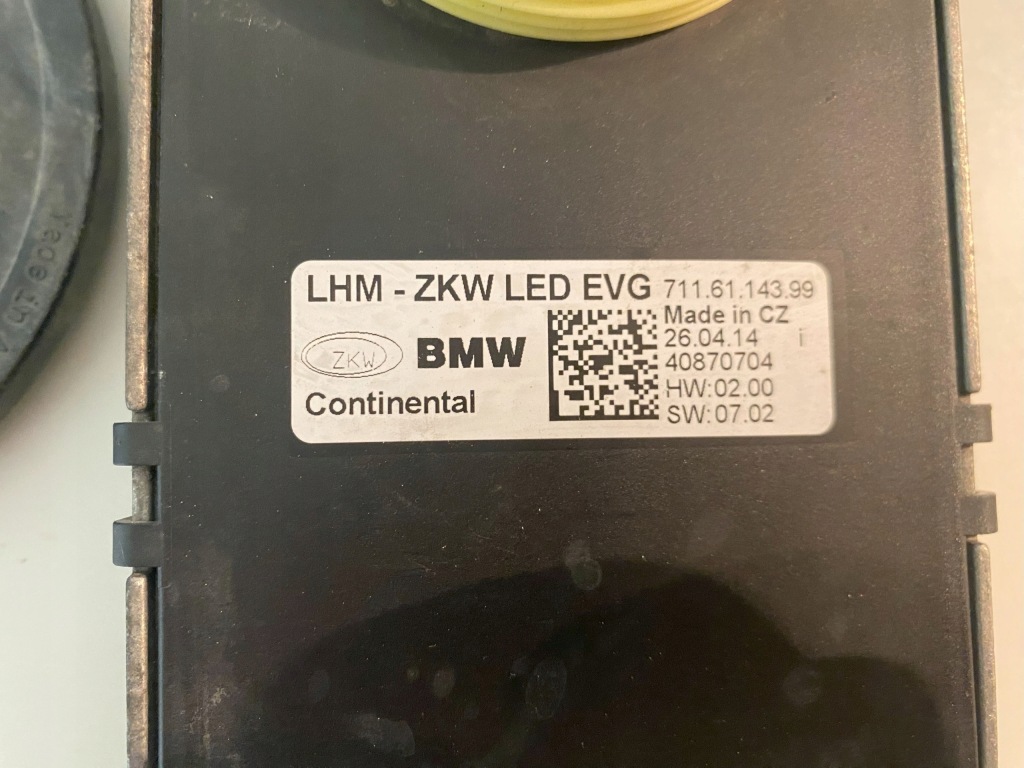 LHM - ZKW LED EVG 711.61.143.99
Made in CZ
26.04.14 i
ZKW BMW
40870704
HW:02.00
Continental
SW:07.02